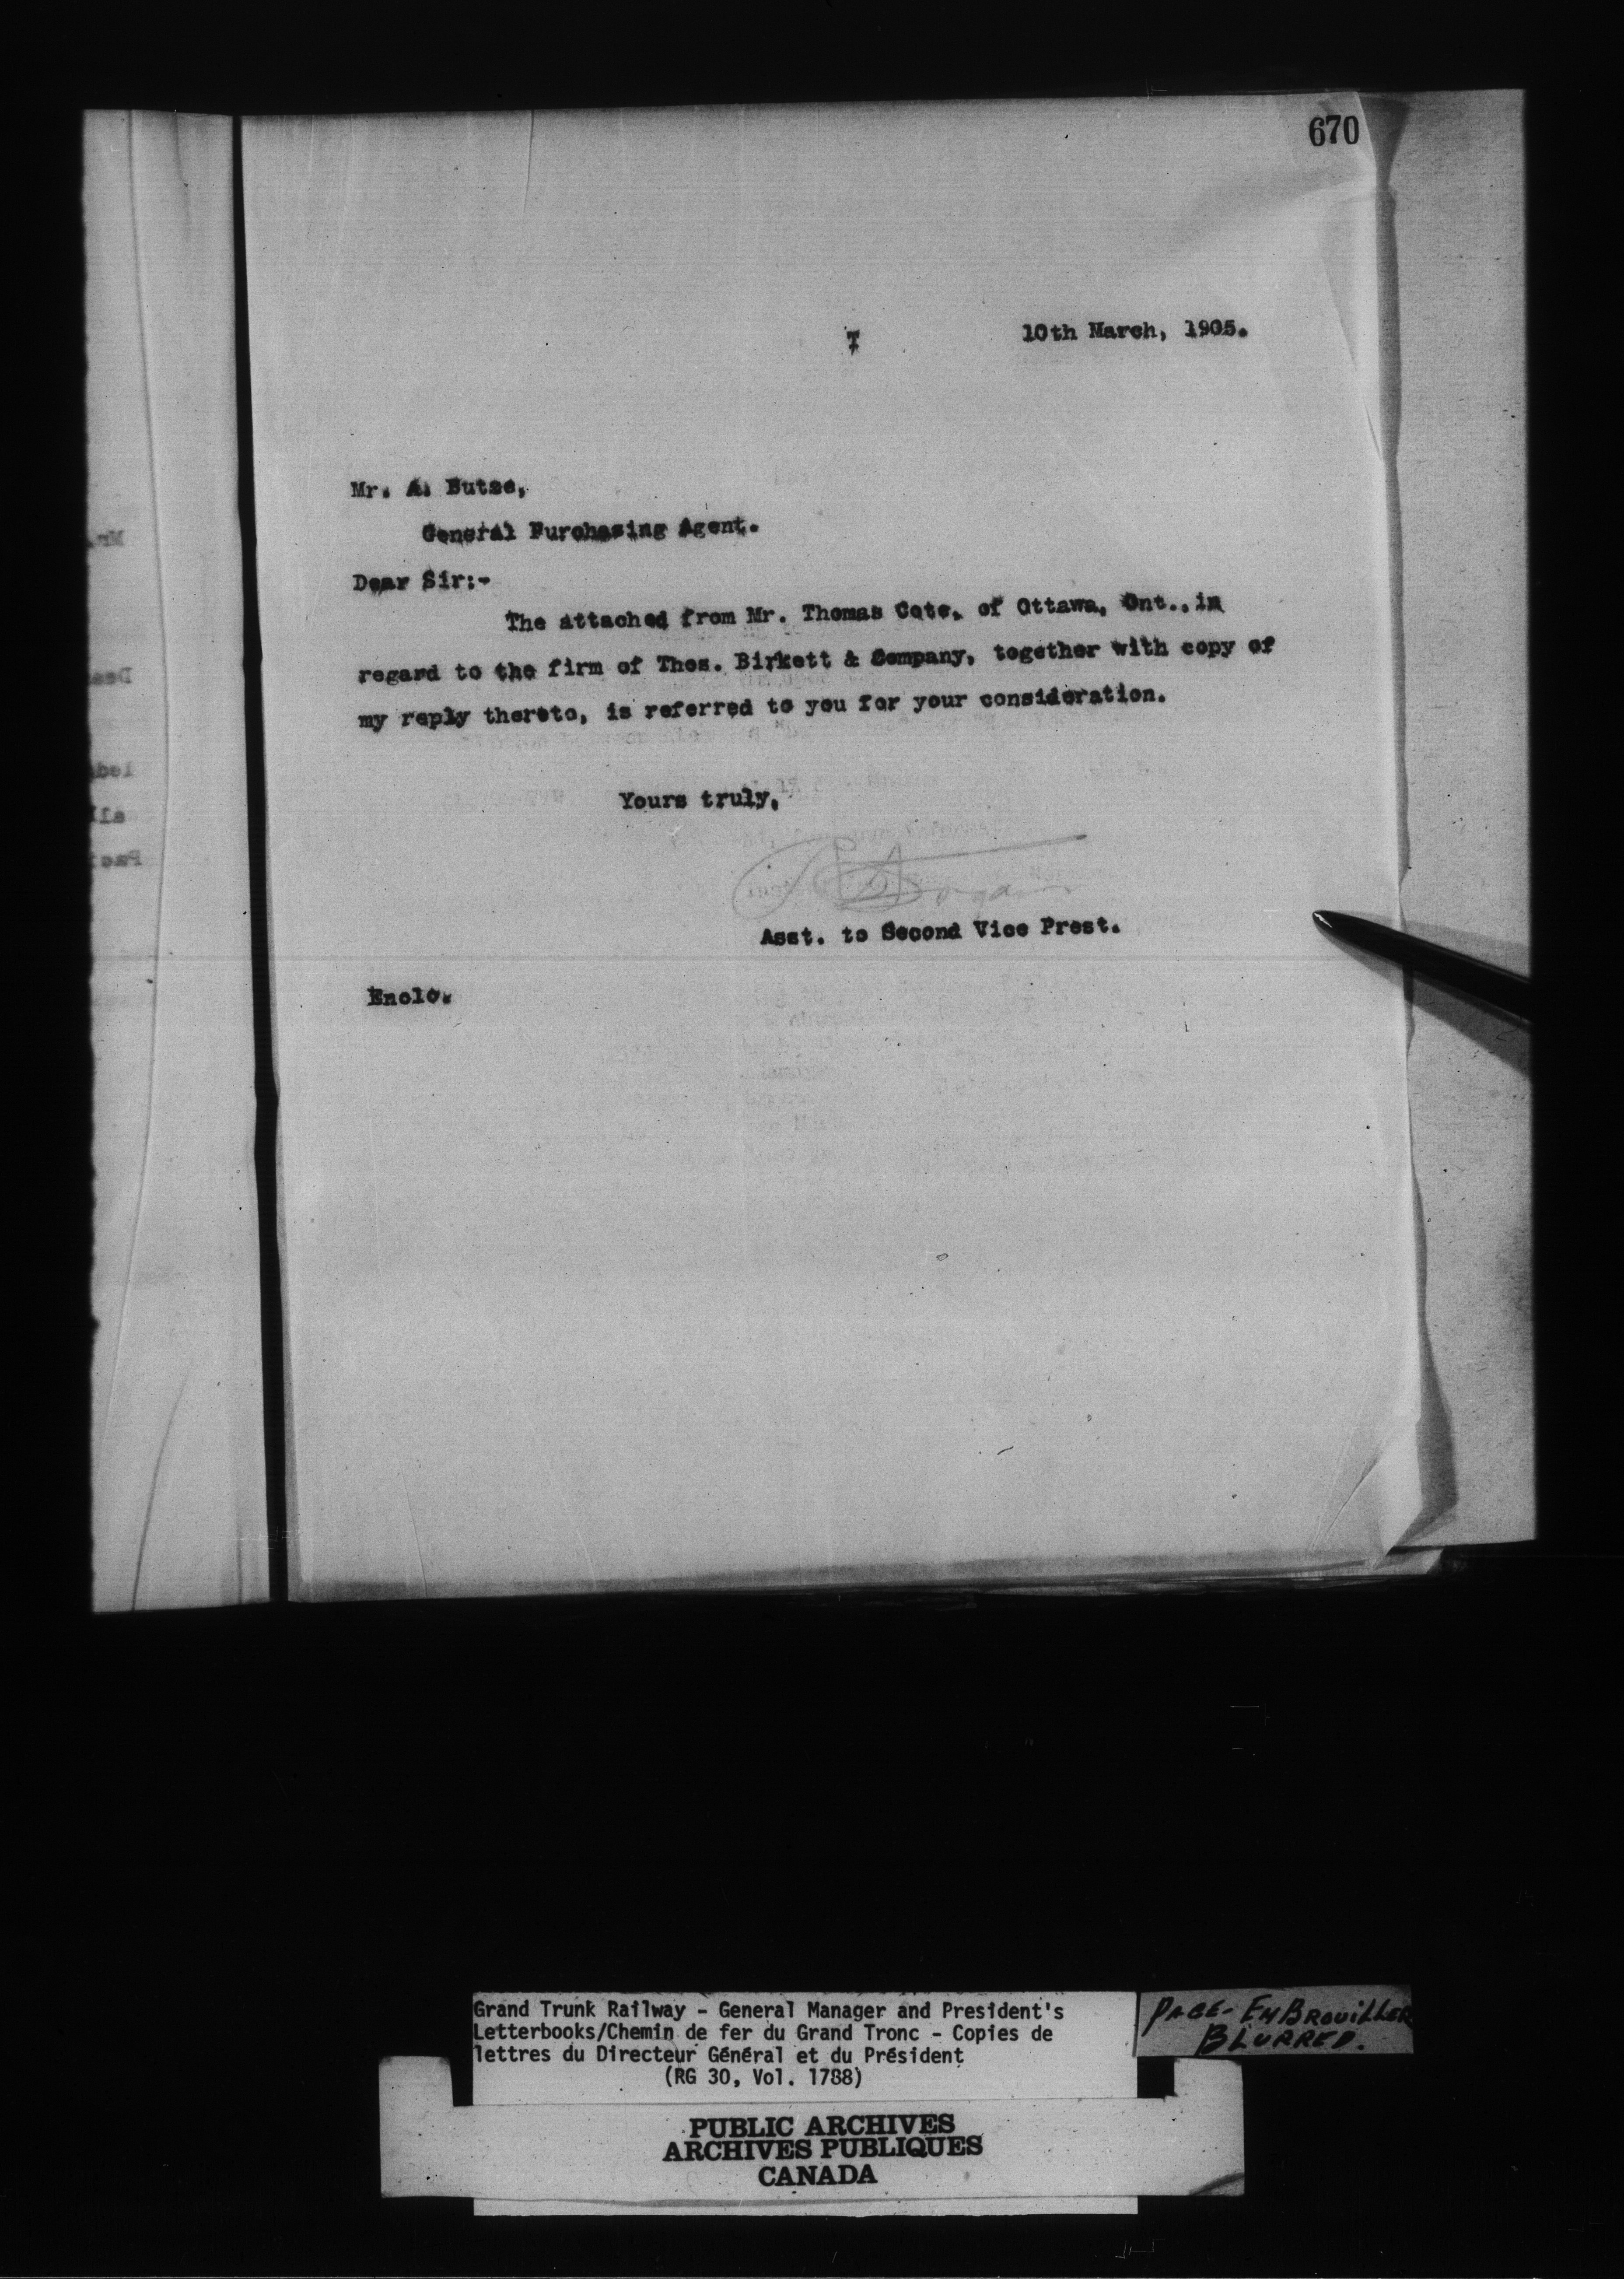 670
T
10th March, 1905.
Mr. A. Butze,
General Purchasing Agent.
Dear Sir:-
The attached from Mr. Thomas Cote, of Ottawa, Ont., in
regard to the firm of Thos. Birkett & Company, together with copy of
my reply thereto, is referred to you for your consideration.
Yours truly,
Asst. to Second Vice Prest.
Enclo.
Grand Trunk Railway - General Manager and President's
Letterbooks/Chemin de fer du Grand Tronc - Copies de
lettres du Directeur Général et du Président
(RG 30, Vol. 1788)
PAGE - EMBROUILLER
BLURRED.
PUBLIC ARCHIVES
ARCHIVES PUBLIQUES
CANADA